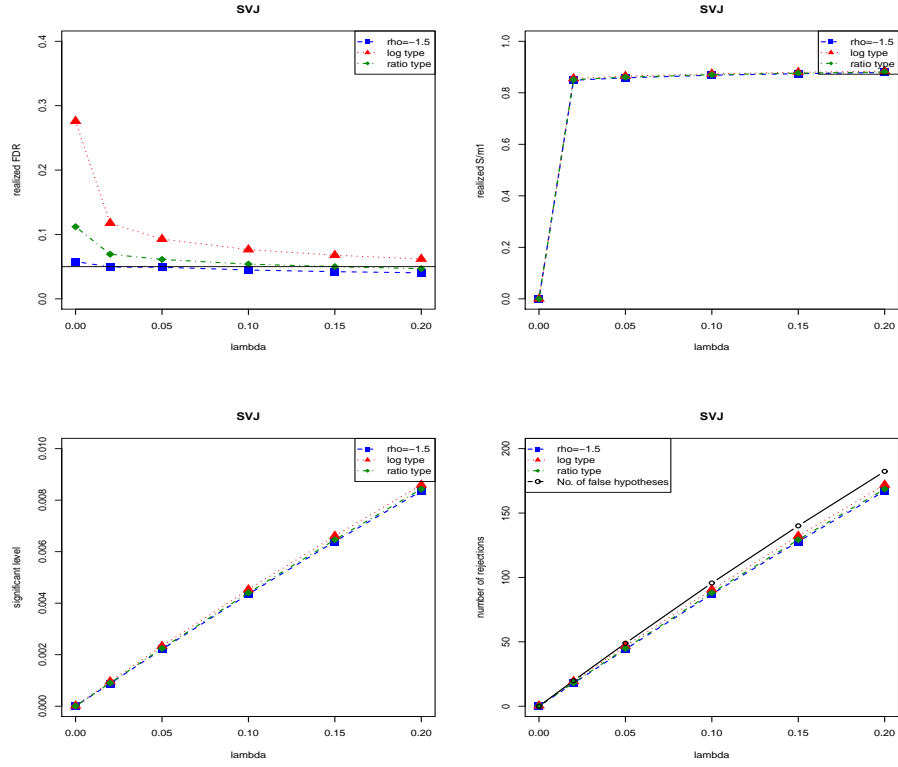 SVJ
realized FDR
0.0
0.1
0.2
0.3
0.4
rho=−1.5
log type
ratio type
0.00
0.05
0.10
0.15
0.20
lambda
SVJ
realized S/m1
0.0
0.2
0.4
0.6
0.8
1.0
rho=−1.5
log type
ratio type
0.00
0.05
0.10
0.15
0.20
lambda
SVJ
significant level
0.000
0.002
0.004
0.006
0.008
0.010
rho=−1.5
log type
ratio type
0.00
0.05
0.10
0.15
0.20
lambda
SVJ
number of rejections
0
50
100
150
200
rho=−1.5
log type
ratio type
No. of false hypotheses
0.00
0.05
0.10
0.15
0.20
lambda